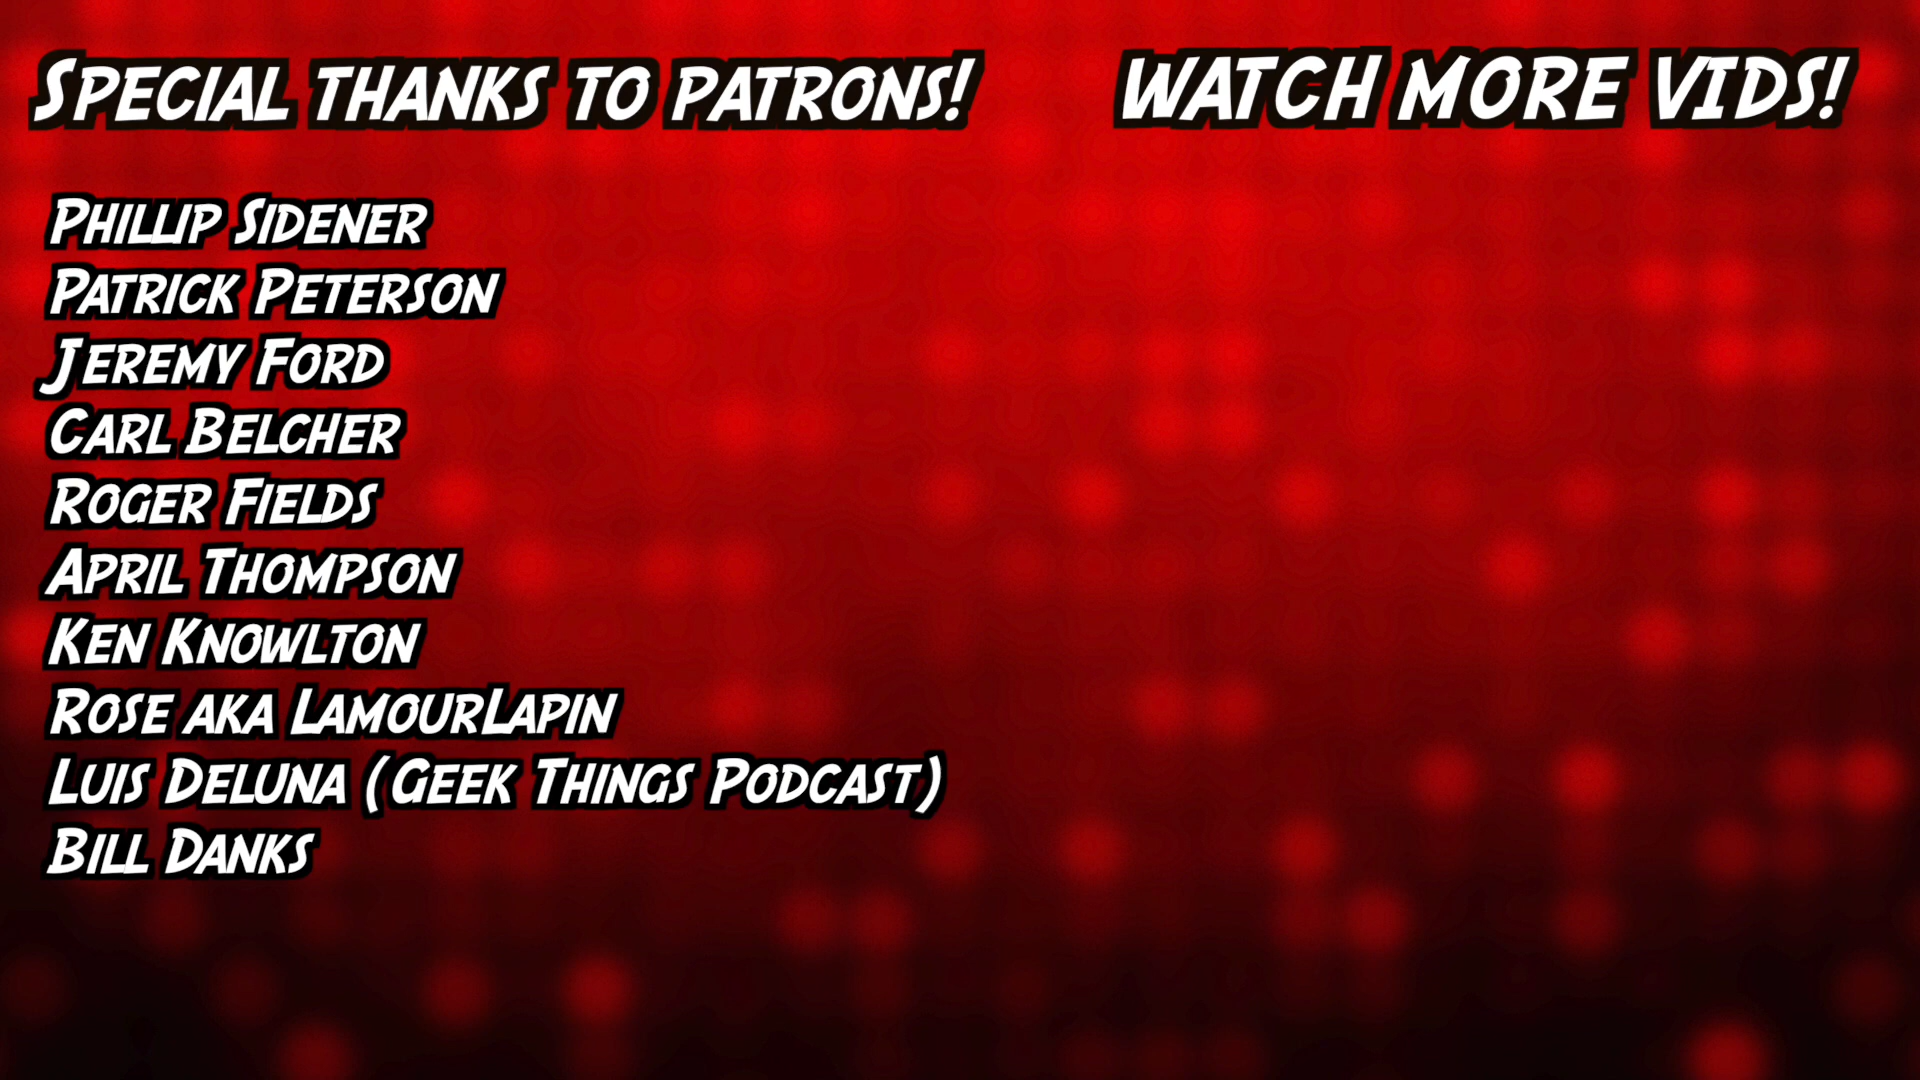 Special thanks to patrons!
WATCH MORE VIDS!
Phillip Sidener
Patrick Peterson
Jeremy Ford
Carl Belcher
Roger Fields
April Thompson
Ken Knowlton
Rose aka LamourLapin
Luis Deluna (Geek Things Podcast)
Bill Danks